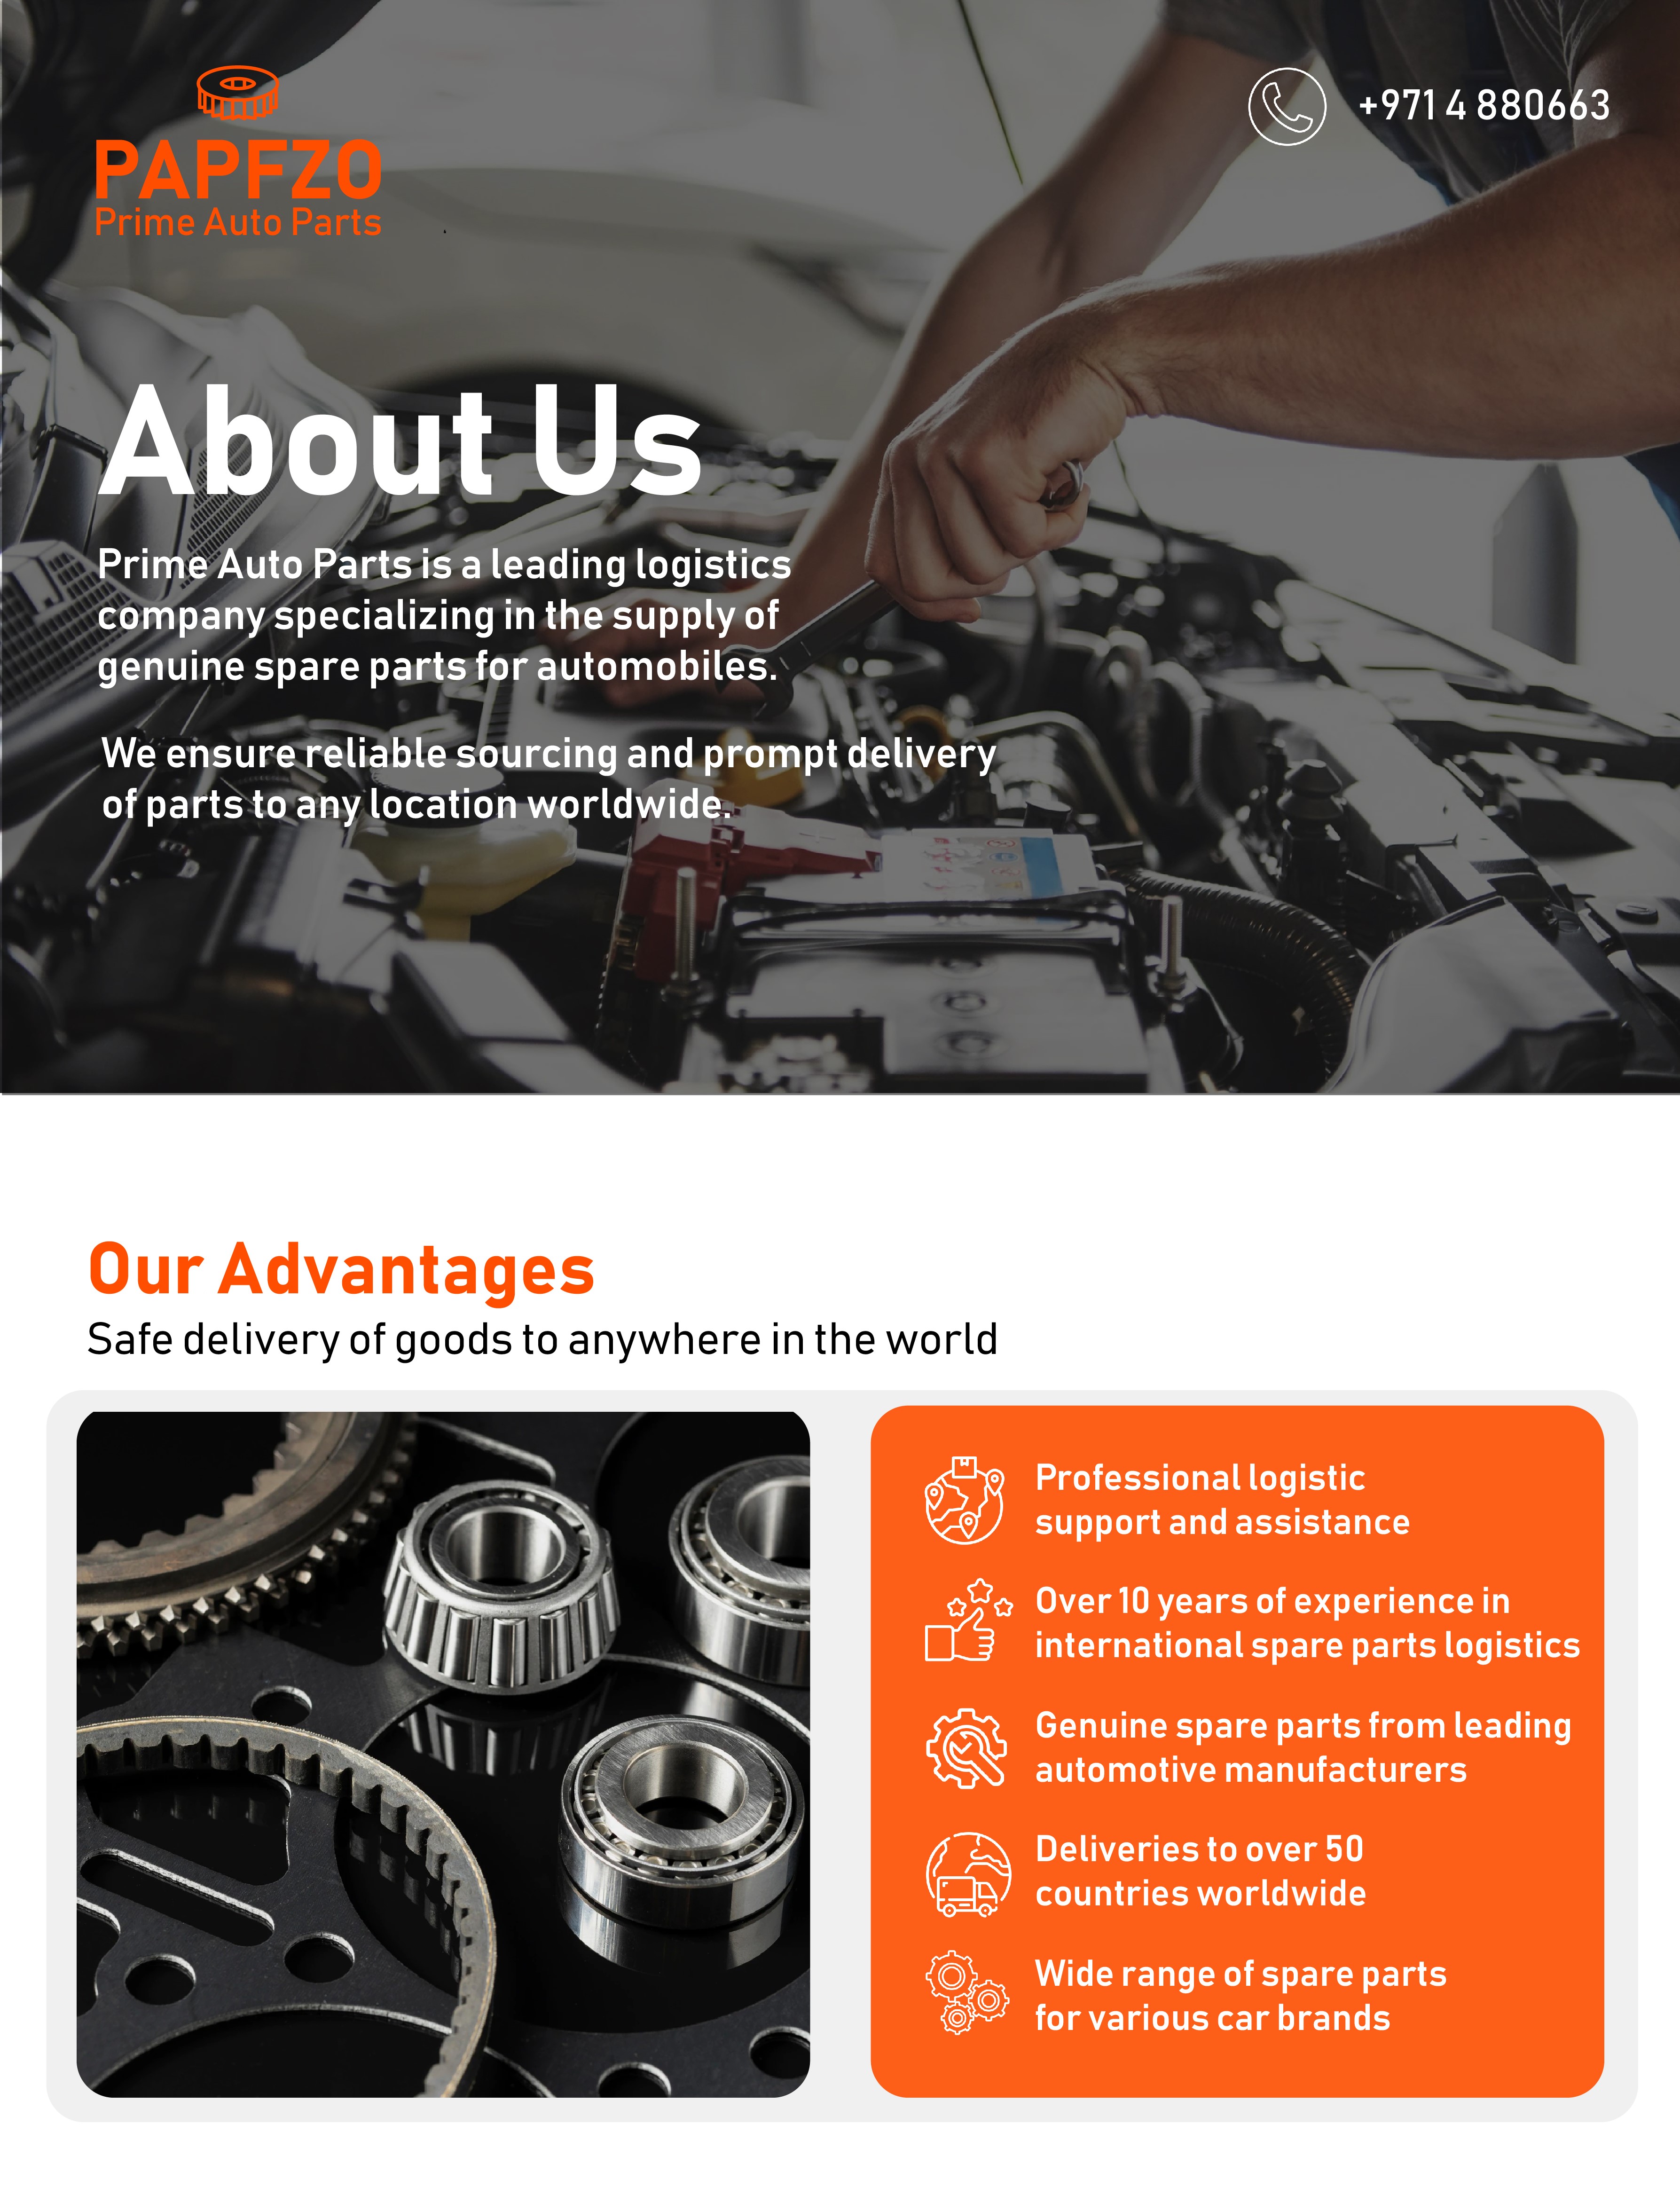 PAPFZO
Prime Auto Parts
+971 4 880663
About Us
Prime Auto Parts is a leading logistics
company specializing in the supply of
genuine spare parts for automobiles.
We ensure reliable sourcing and prompt delivery
of parts to any location worldwide.
Our Advantages
Safe delivery of goods to anywhere in the world
Professional logistic
support and assistance
Over 10 years of experience in
international spare parts logistics
Genuine spare parts from leading
automotive manufacturers
Deliveries to over 50
countries worldwide
Wide range of spare parts
for various car brands